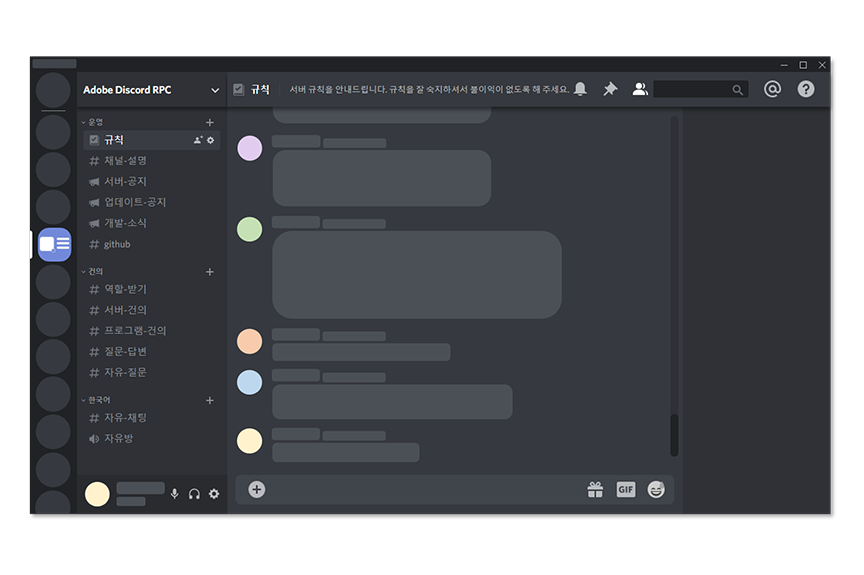 Adobe Discord RPC
규칙
서버 규칙을 안내드립니다. 규칙을 잘 숙지하셔서 불이익이 없도록 해 주세요.
운영
규칙
채널-설명
서버-공지
업데이트-공지
개발-소식
github
건의
역할-받기
서버-건의
프로그램-건의
질문-답변
자유-질문
한국어
자유-채팅
자유방
GIF